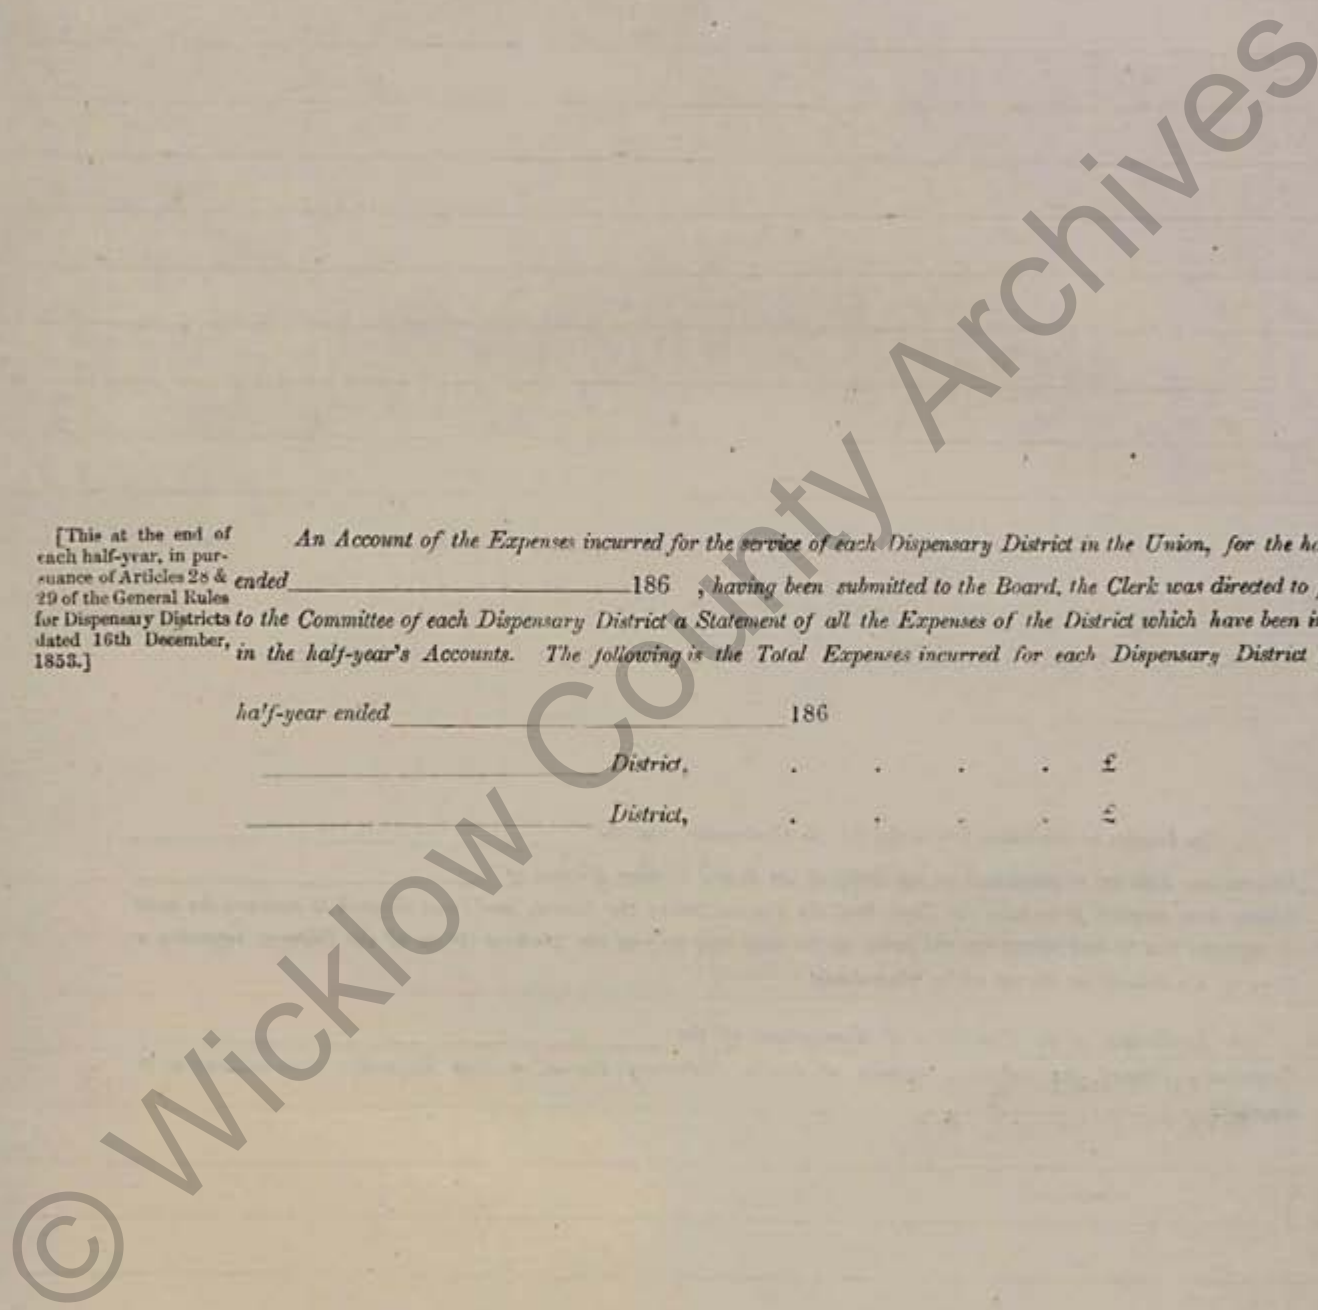 [This at the end of
each half-year, in pur-
suance of Articles 28 &
29 of the General Rules
for Dispensary Districts
dated 16th December,
1853.]
An Account of the Expenses incurred for the service of each Dispensary District in the Union, for the
ended 186 , having been submitted to the Board, the Clerk was directed to
to the Committee of each Dispensary District a Statement of all the Expenses of the District which have been
in the half-year's Accounts. The following is the Total Expenses incurred for each Dispensary District
half-year ended 186
District, . . . . £
District, . . . . £
© Wicklow County Archives